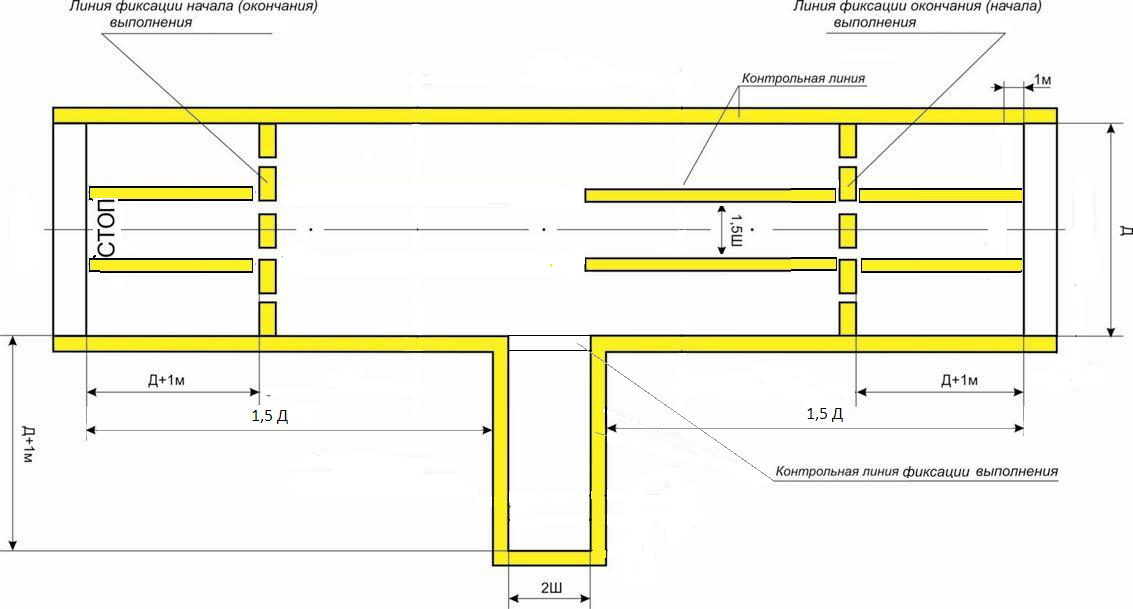 Линия фиксации начала (окончания)
выполнения
Линия фиксации окончания (начала)
выполнения
Контрольная линия
1м
СТОП
1,5Ш
Д
Д+1м
Д+1м
1,5 Д
1,5 Д
Д+1м
Контрольная линия фиксации выполнения
2Ш